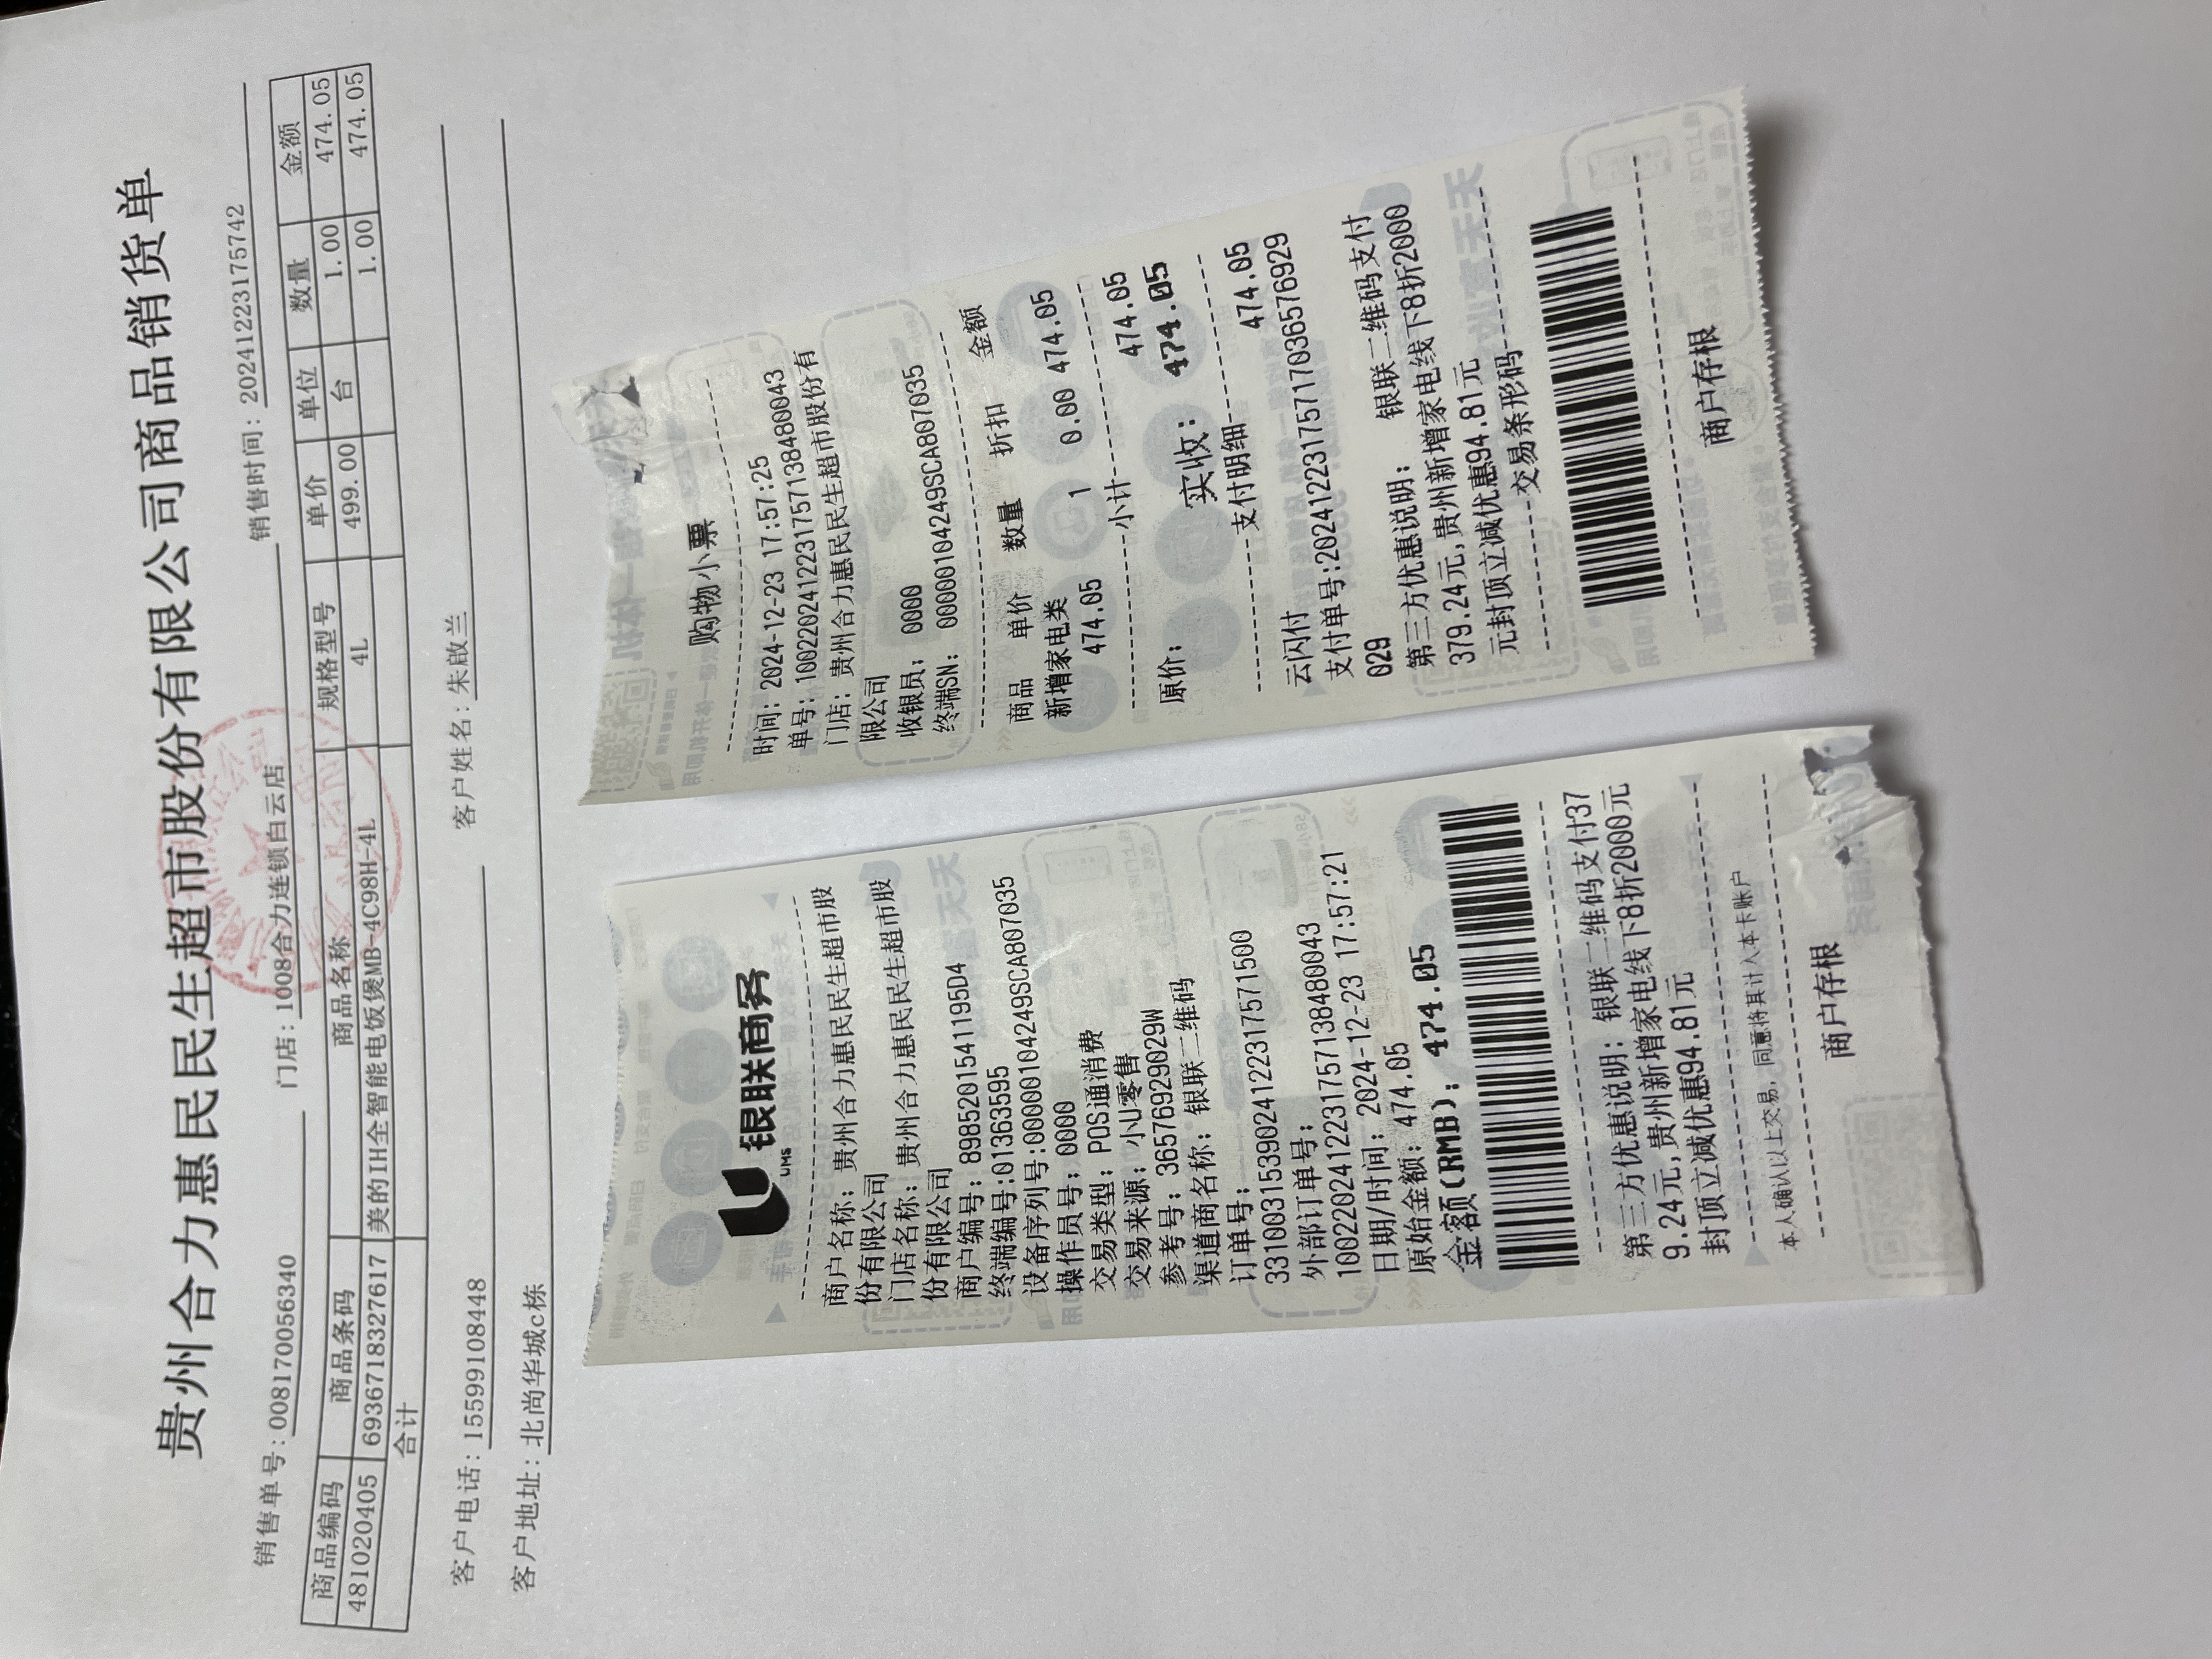 贵州合力惠民民生超市股份有限公司商品销货单
销售单号:0081700056340 门店:10008合力连锁白云店 销售时间:20241223175742
商品编码 商品条码 商品名称 规格型号 单价 单位 数量 金额
481020405 6936718327617 美的IH全智能电饭煲MB-4C98H-4L 4L 499.00 台 1.00 474.05
合计 1.00 474.05
客户电话:15599108448 客户姓名:朱啟兰
客户地址:北尚华城c栋
银联商务
UMS
商户名称: 贵州合力惠民民生超市股
份有限公司
门店名称: 贵州合力惠民民生超市股
份有限公司
商户编号: 8985201541195D4
终端编号:01363595
设备序列号:00000104249SCA807035
操作员号: 0000
交易类型: POS通消费
交易来源: 小U零售
参考号: 36576929029W
渠道商名称: 银联二维码
订单号:
33100315390241223175715​00
外部订单号:
10022024122317571384800​43
日期/时间: 2024-12-23 17:57:21
原始金额: 474.05
金额(RMB): 474.05
第三方优惠说明: 银联二维码支付37
9.24元,贵州新增家电线下8折2000元
封顶立减优惠94.81元
本人确认以上交易, 同意将其计入本卡账户
商户存根
购物小票
时间: 2024-12-23 17:57:25
单号: 1002202412231757138480043
门店: 贵州合力惠民民生超市股份有
限公司
收银员: 0000
终端SN: 00000104249SCA807035
商品 单价 数量 折扣 金额
新增家电类
474.05 1 0.00 474.05
小计
474.05
原价: 474.05
实收: 474.05
支付明细
云闪付 474.05
支付单号:20241223175717036576929
029
第三方优惠说明: 银联二维码支付
379.24元,贵州新增家电线下8折2000
元封顶立减优惠94.81元
交易条形码
商户存根